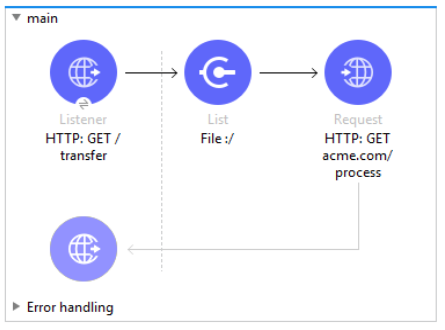 main
Listener
HTTP: GET /
transfer
List
File :/
Request
HTTP: GET
acme.com/
process
Error handling